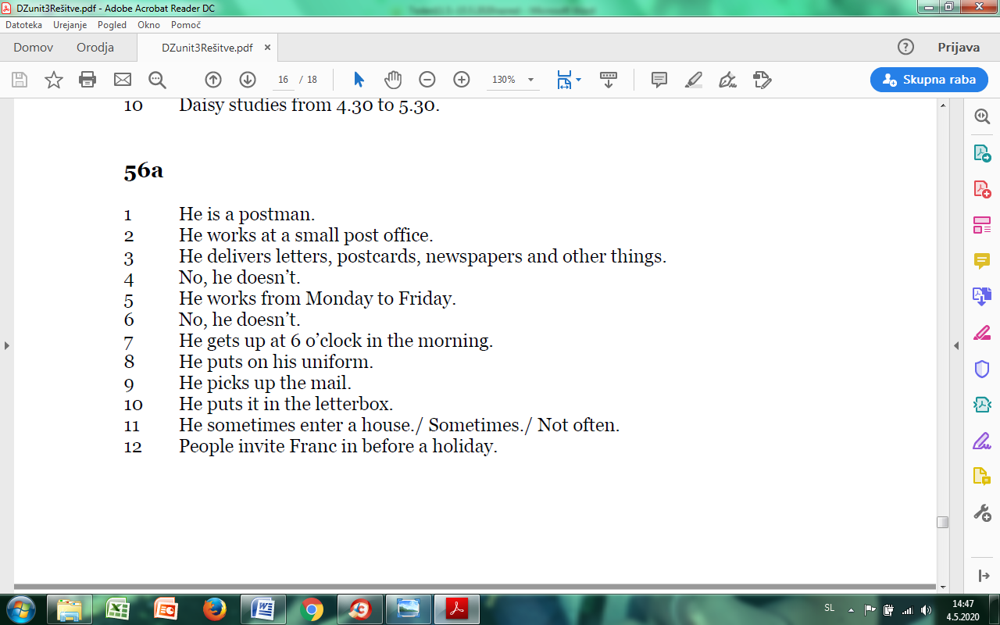 DZunit3Rešitve.pdf - Adobe Acrobat Reader DC
Datoteka Urejanje Pogled Okno Pomoč
Domov Orodja DZunit3Rešitve.pdf × Prijava
16 / 18 130% Skupna raba
10 Daisy studies from 4.30 to 5.30.
56a
1 He is a postman.
2 He works at a small post office.
3 He delivers letters, postcards, newspapers and other things.
4 No, he doesn’t.
5 He works from Monday to Friday.
6 No, he doesn’t.
7 He gets up at 6 o’clock in the morning.
8 He puts on his uniform.
9 He picks up the mail.
10 He puts it in the letterbox.
11 He sometimes enter a house./ Sometimes./ Not often.
12 People invite Franc in before a holiday.
SL 14:47
4.5.2020